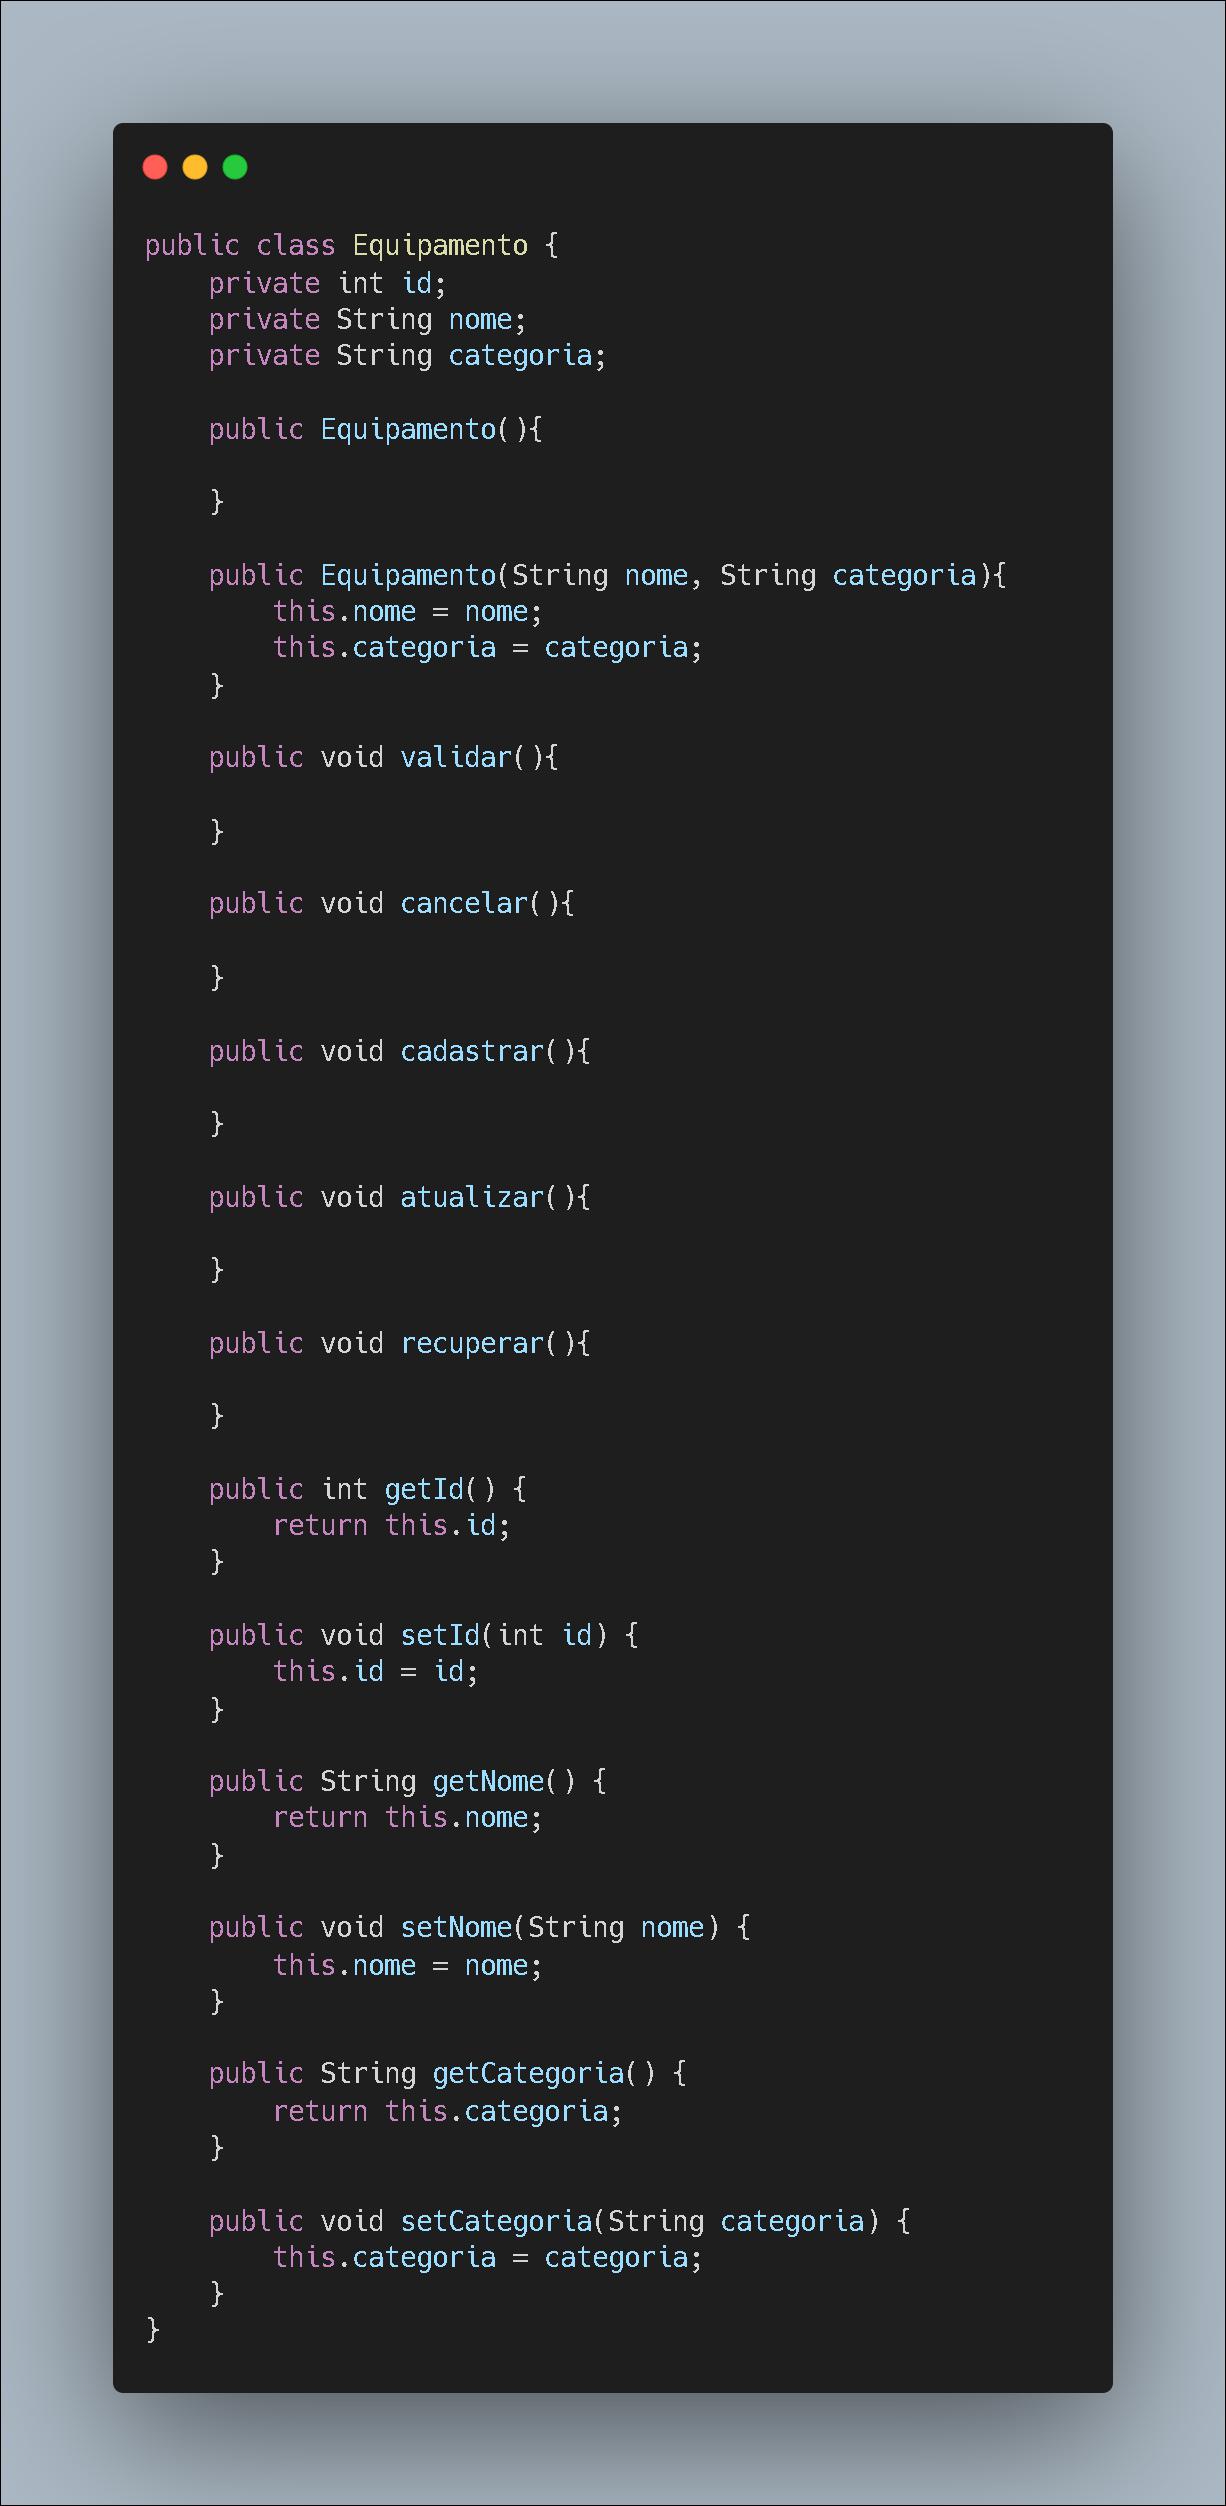 public class Equipamento {
    private int id;
    private String nome;
    private String categoria;

    public Equipamento(){

    }

    public Equipamento(String nome, String categoria){
        this.nome = nome;
        this.categoria = categoria;
    }

    public void validar(){

    }

    public void cancelar(){

    }

    public void cadastrar(){

    }

    public void atualizar(){

    }

    public void recuperar(){

    }

    public int getId() {
        return this.id;
    }

    public void setId(int id) {
        this.id = id;
    }

    public String getNome() {
        return this.nome;
    }

    public void setNome(String nome) {
        this.nome = nome;
    }

    public String getCategoria() {
        return this.categoria;
    }

    public void setCategoria(String categoria) {
        this.categoria = categoria;
    }
}